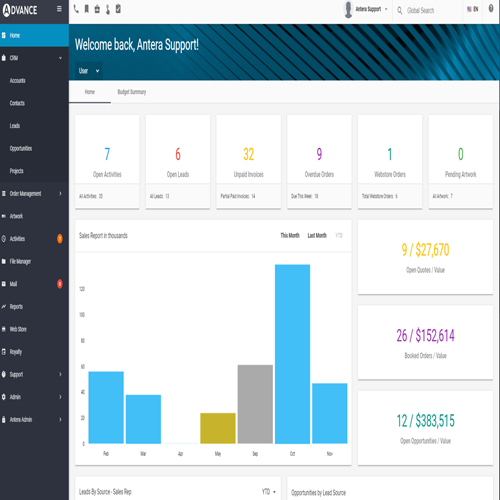 ADVANCE
Antera Support
Global Search
EN
Home
CRM
Accounts
Contacts
Leads
Opportunities
Projects
Order Management
Artwork
Activities
File Manager
Mail
Reports
Web Store
Royalty
Support
Admin
Antera Admin
Welcome back, Antera Support!
User
Home Budget Summary
7
Open Activities
All Activities: 35
6
Open Leads
All Leads: 13
32
Unpaid Invoices
Partial Paid Invoices: 14
9
Overdue Orders
Due This Week: 18
1
Webstore Orders
Total Webstore Orders: 6
0
Pending Artwork
All Artwork: 7
Sales Report in thousands
This Month Last Month YTD
120
100
80
60
40
20
0
Feb Mar Apr May Sep Oct Nov
9 / $27,670
Open Quotes / Value
26 / $152,614
Booked Orders / Value
12 / $383,515
Open Opportunities / Value
Leads By Source - Sales Rep YTD
Opportunities by Lead Source